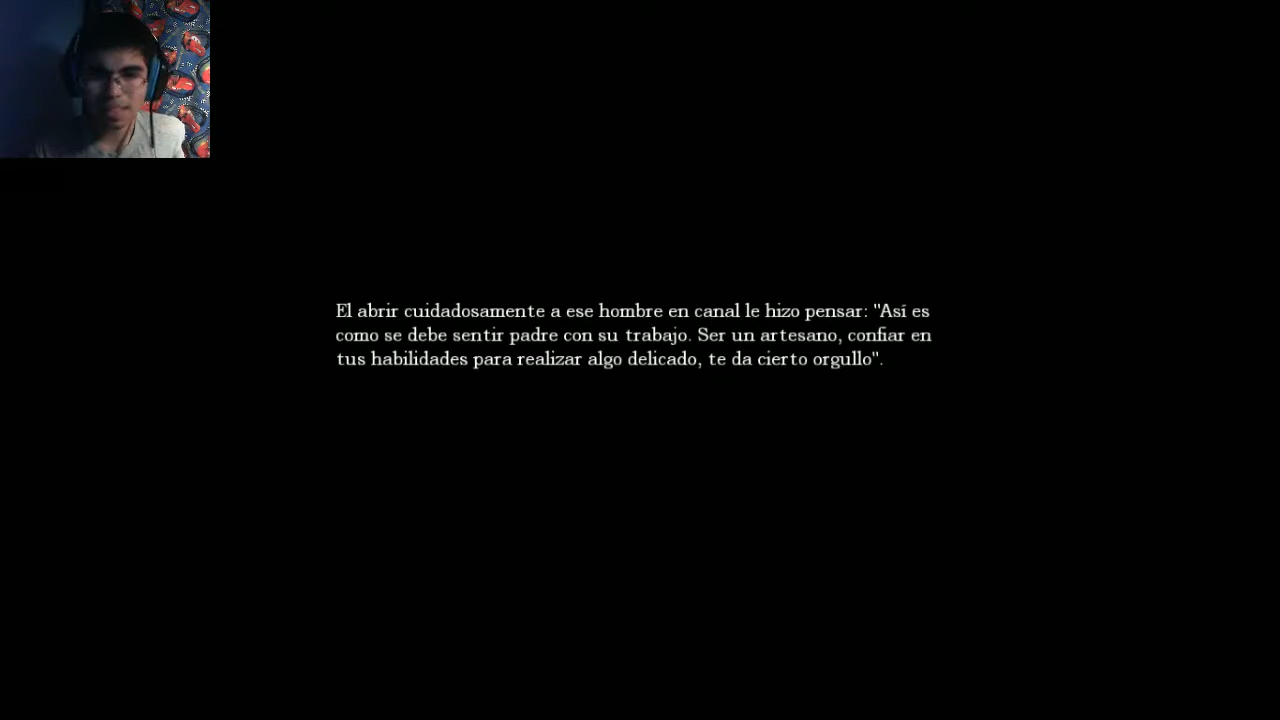 El abrir cuidadosamente a ese hombre en canal le hizo pensar: "Así es
como se debe sentir padre con su trabajo. Ser un artesano, confiar en
tus habilidades para realizar algo delicado, te da cierto orgullo".